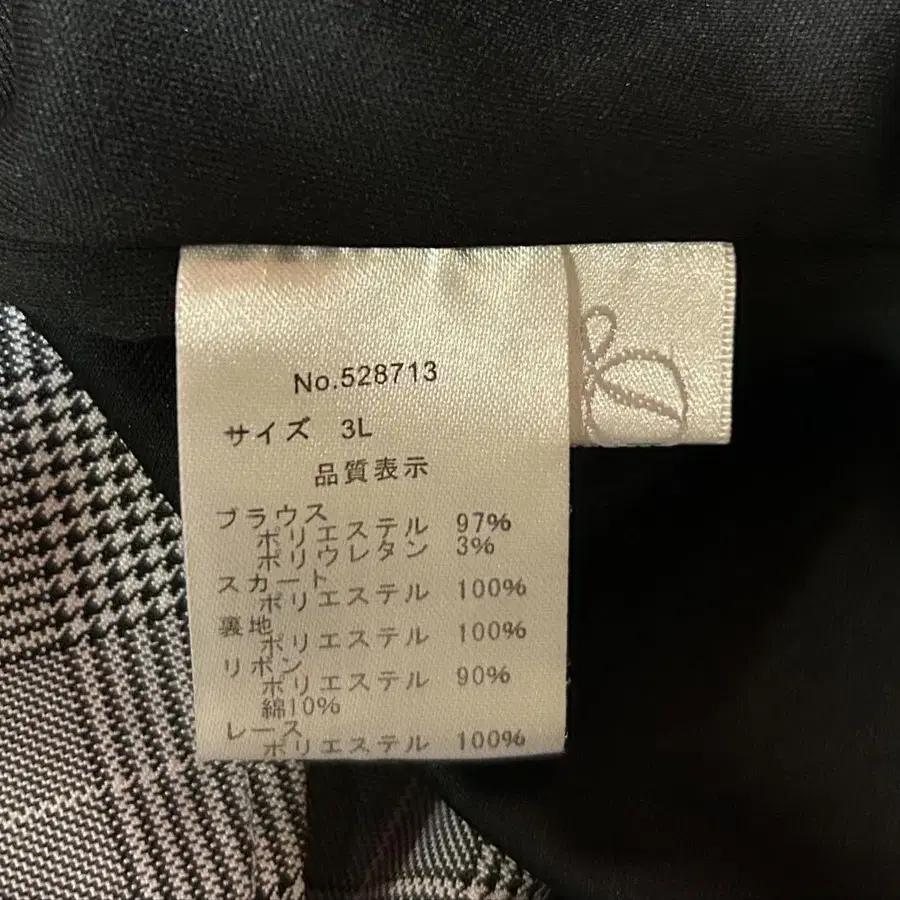 No.528713
サイズ 3L
品質表示
ブラウス
ポリエステル 97%
ポリウレタン 3%
スカート
ポリエステル 100%
裏地
ポリエステル 100%
リボン
ポリエステル 90%
綿10%
レース
ポリエステル 100%